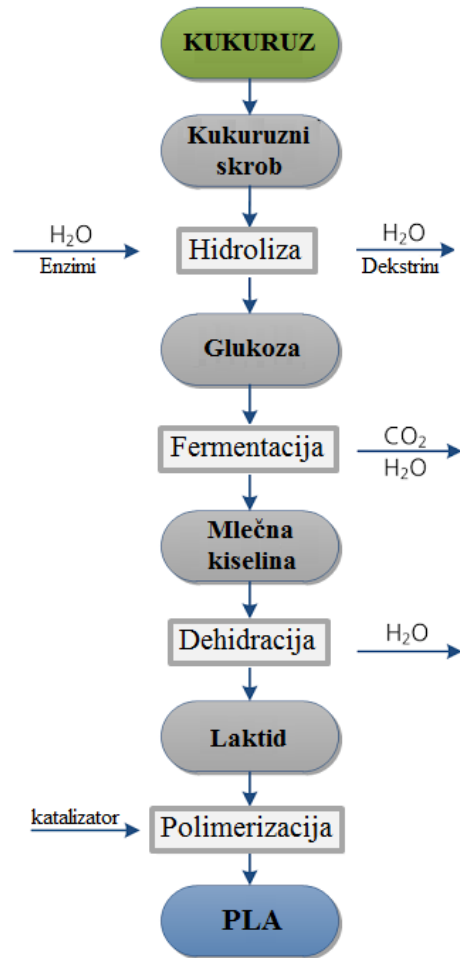 KUKURUZ
Kukuruzni
skrob
H₂O
Enzimi
Hidroliza
H₂O
Dekstrini
Glukoza
Fermentacija
CO₂
H₂O
Mlečna
kiselina
Dehidracija
H₂O
Laktid
katalizator
Polimerizacija
PLA